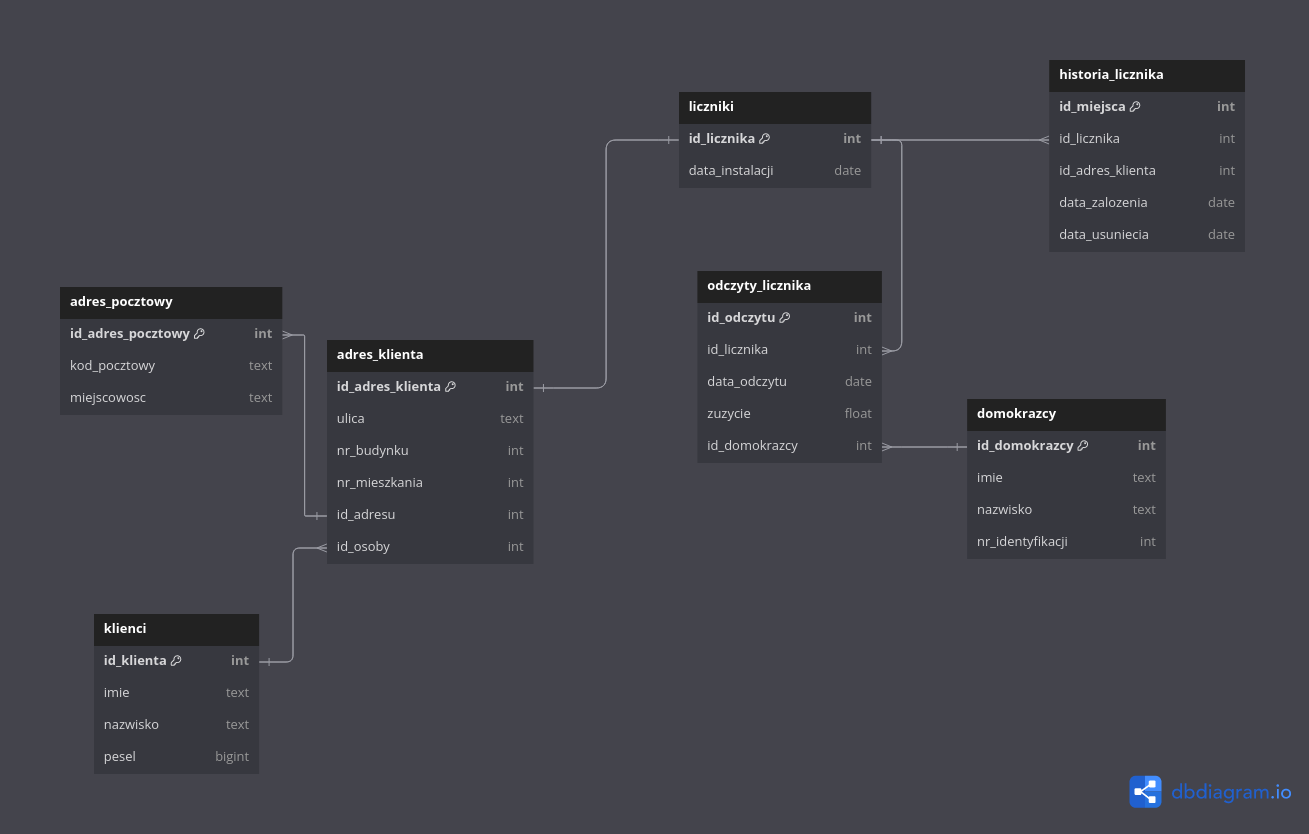 historia_licznika
id_miejsca int
id_licznika int
id_adres_klienta int
data_zalozenia date
data_usuniecia date
liczniki
id_licznika int
data_instalacji date
odczyty_licznika
id_odczytu int
id_licznika int
data_odczytu date
zuzycie float
id_domokrazcy int
adres_pocztowy
id_adres_pocztowy int
kod_pocztowy text
miejscowosc text
adres_klienta
id_adres_klienta int
ulica text
nr_budynku int
nr_mieszkania int
id_adresu int
id_osoby int
domokrazcy
id_domokrazcy int
imie text
nazwisko text
nr_identyfikacji int
klienci
id_klienta int
imie text
nazwisko text
pesel bigint
dbdiagram.io